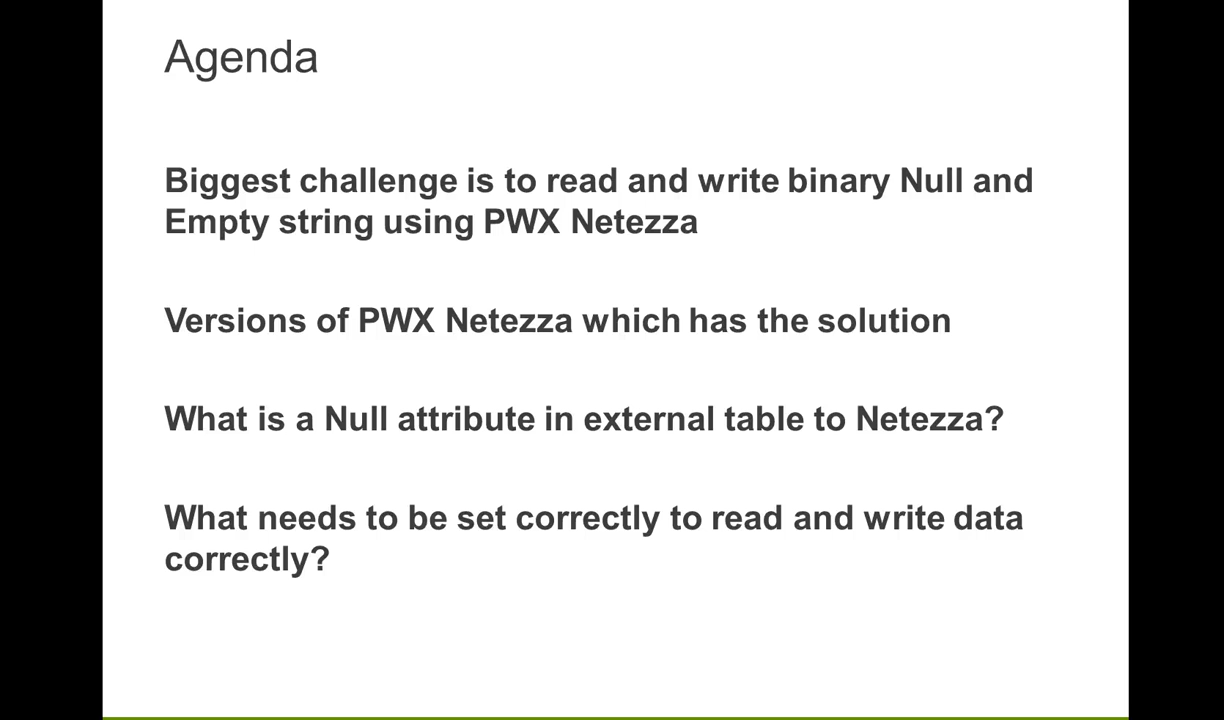 Agenda
Biggest challenge is to read and write binary Null and
Empty string using PWX Netezza
Versions of PWX Netezza which has the solution
What is a Null attribute in external table to Netezza?
What needs to be set correctly to read and write data
correctly?